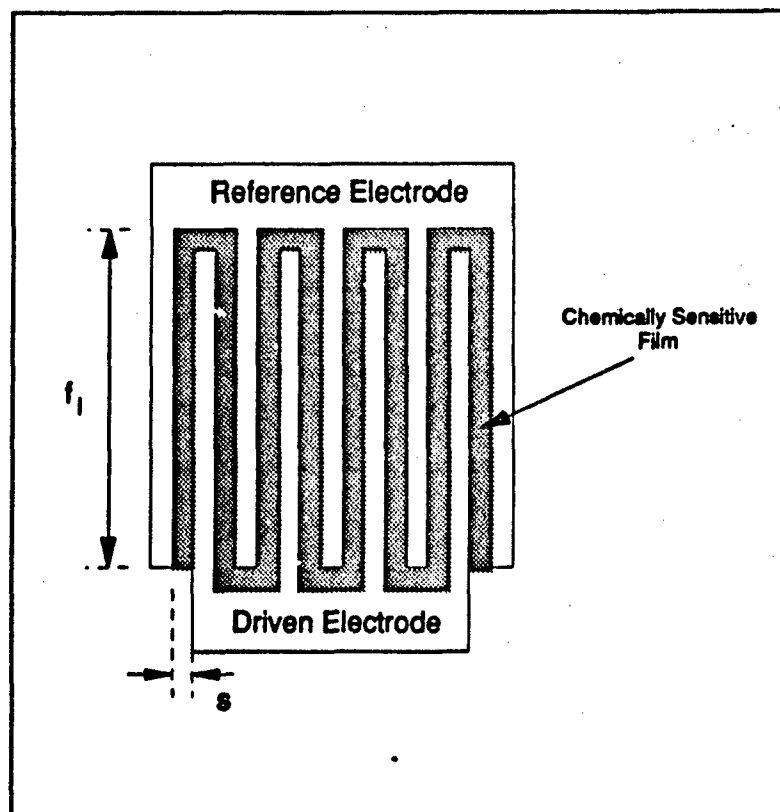 Reference Electrode
Chemically Sensitive
Film
f_l
Driven Electrode
s